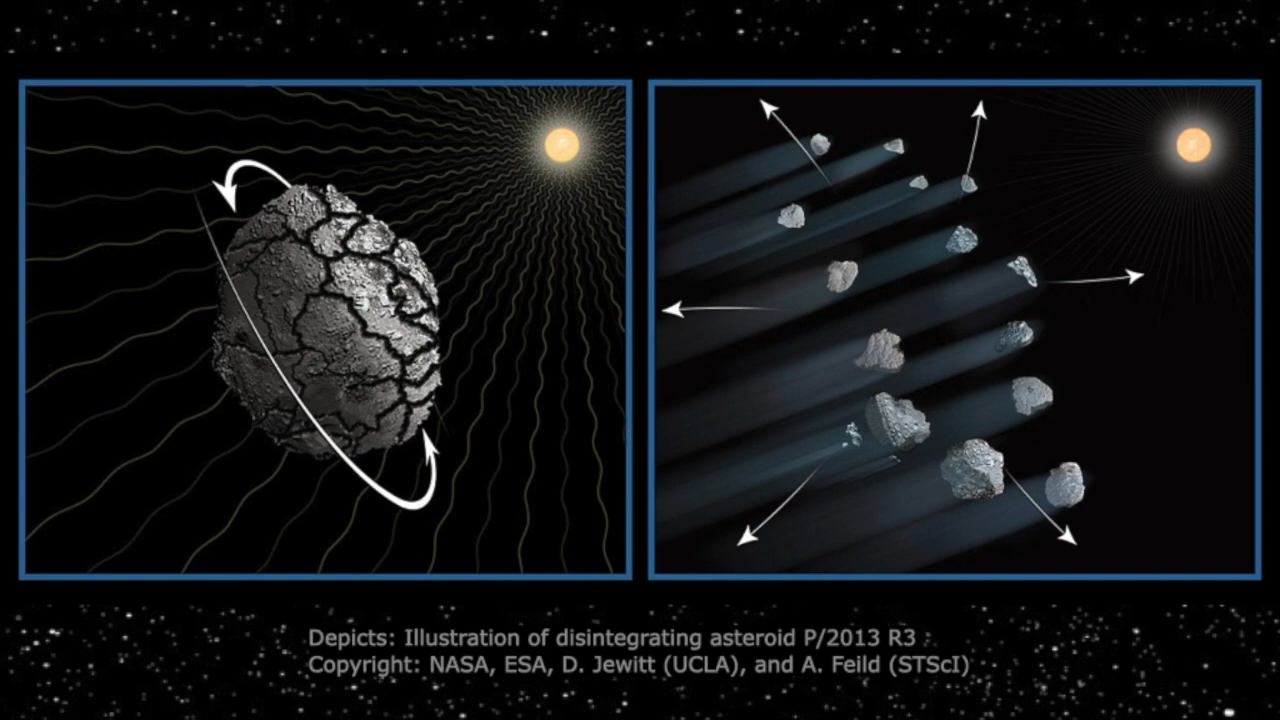 Depicts: Illustration of disintegrating asteroid P/2013 R3
Copyright: NASA, ESA, D. Jewitt (UCLA), and A. Feild (STScI)